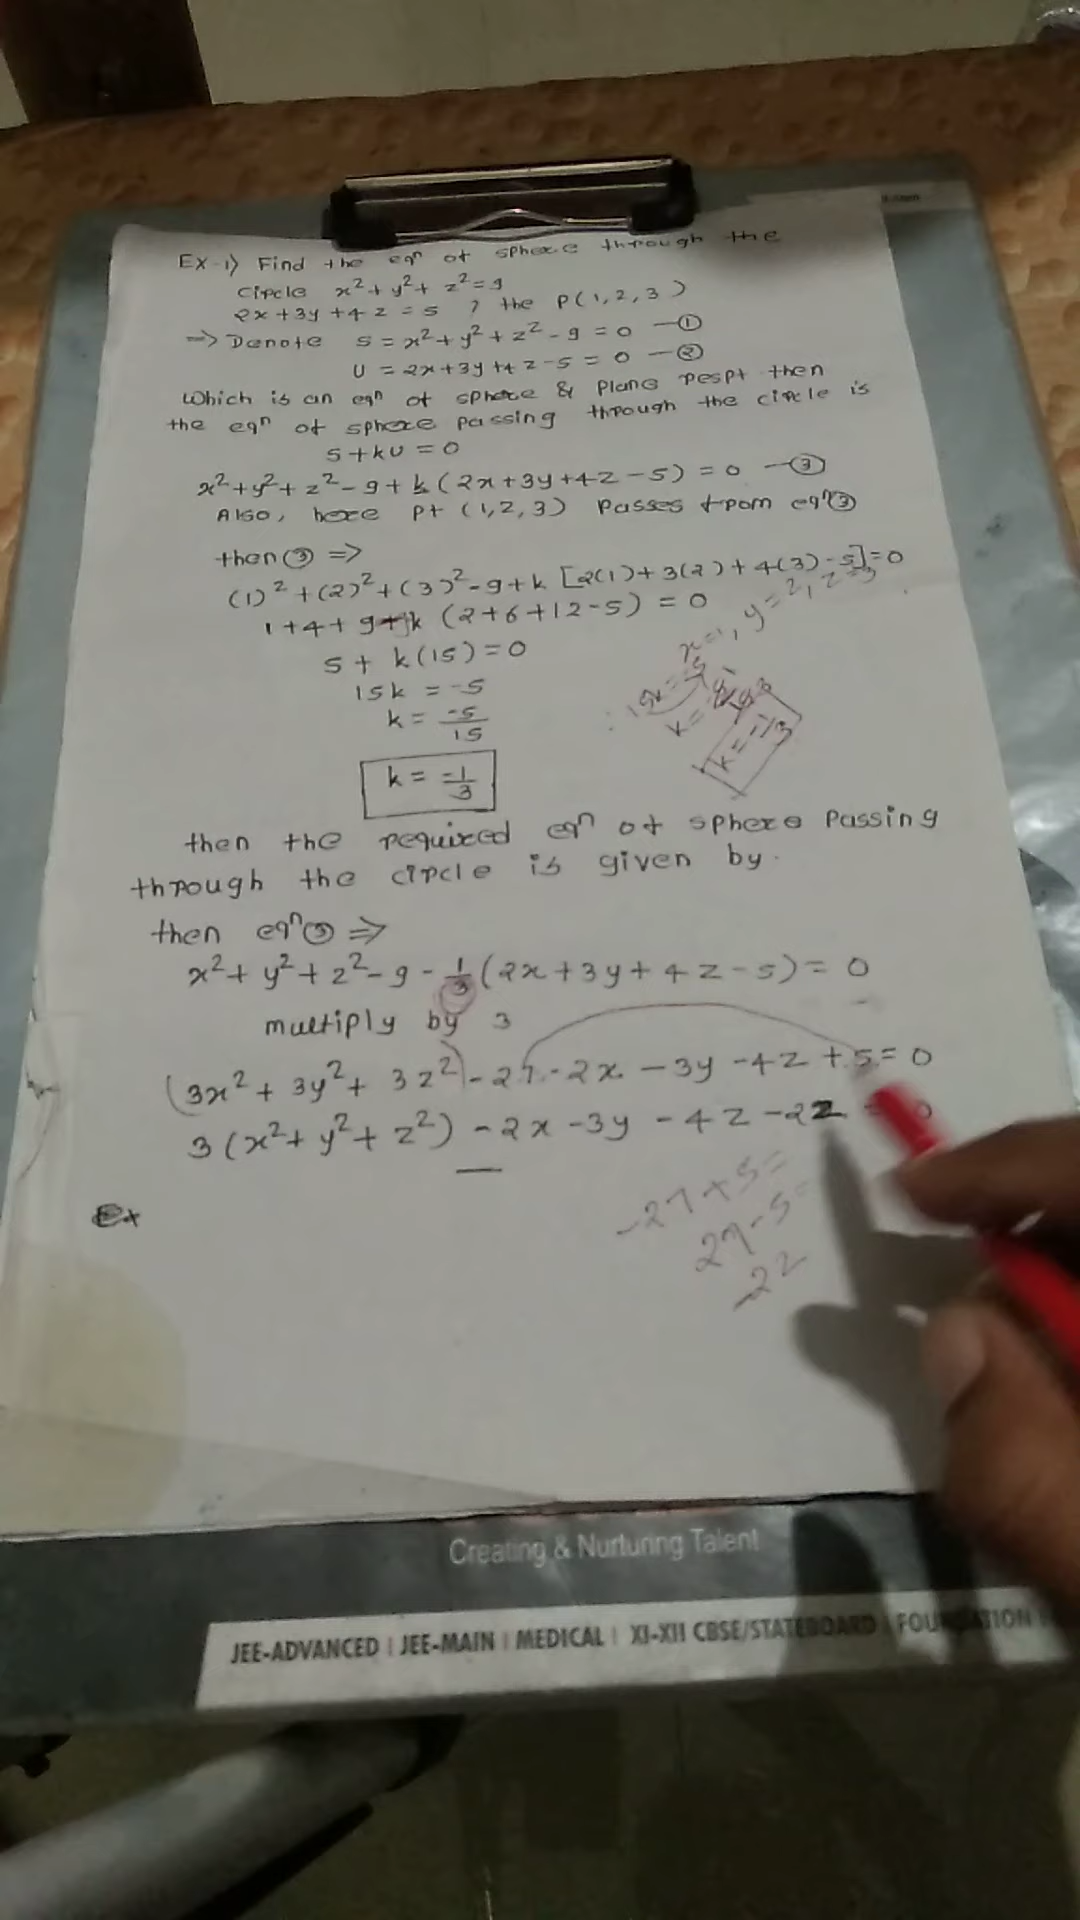 Ex-1) Find the eqn of sphere through the
circle x²+y²+z²=9
2x+3y+4z=5 ; the P(1,2,3)
=> Denote S=x²+y²+z²-9=0 —①
U=2x+3y+4z-5=0 —②
Which is an eqn of sphere & plane respt then
the eqn of sphere passing through the circle is
S+kU=0
x²+y²+z²-9+k(2x+3y+4z-5)=0 —③
Also, here pt (1,2,3) passes from eqn③
then③ =>
(1)²+(2)²+(3)²-9+k[2(1)+3(2)+4(3)-5]=0
1+4+9+k(2+6+12-5)=0
x=1, y=2, z=3
5+k(15)=0
15k=-5
15k=-5
k=-5/15
k=-1/3
k=-1/3
then the required eqn of sphere passing
through the circle is given by.
then eqn③ =>
x²+y²+z²-9-1/3(2x+3y+4z-5)=0
multiply by 3
(3x²+3y²+3z²)-27-2x-3y-4z+5=0
3(x²+y²+z²)-2x-3y-4z-22=0
-27+5=
27-5=
-22
Ex
Creating & Nurturing Talent
JEE-ADVANCED | JEE-MAIN | MEDICAL | XI-XII CBSE/STATEBOARD | FOUNDATION